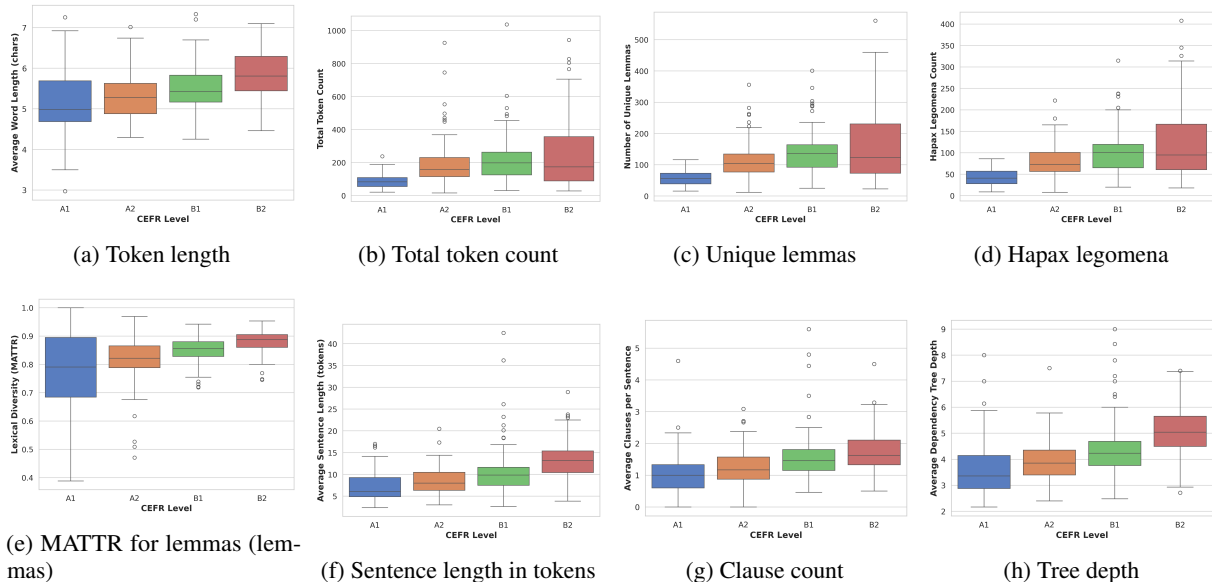 Average Word Length (chars)
7
6
5
4
3
A1 A2 B1 B2
CEFR Level
(a) Token length
Total Token Count
1000
800
600
400
200
0
A1 A2 B1 B2
CEFR Level
(b) Total token count
Number of Unique Lemmas
500
400
300
200
100
0
A1 A2 B1 B2
CEFR Level
(c) Unique lemmas
Hapax Legomena Count
400
350
300
250
200
150
100
50
0
A1 A2 B1 B2
CEFR Level
(d) Hapax legomena
Lexical Diversity (MATTR)
1.0
0.9
0.8
0.7
0.6
0.5
0.4
A1 A2 B1 B2
CEFR Level
(e) MATTR for lemmas (lem-
mas)
Average Sentence Length (tokens)
40
35
30
25
20
15
10
5
A1 A2 B1 B2
CEFR Level
(f) Sentence length in tokens
Average Clauses per Sentence
5
4
3
2
1
0
A1 A2 B1 B2
CEFR Level
(g) Clause count
Average Dependency Tree Depth
9
8
7
6
5
4
3
2
A1 A2 B1 B2
CEFR Level
(h) Tree depth